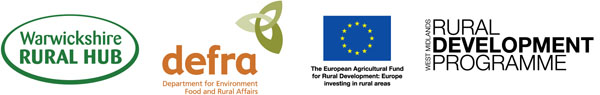 Warwickshire
RURAL HUB
defra
Department for Environment
Food and Rural Affairs
The European Agricultural Fund
for Rural Development: Europe
investing in rural areas
WEST MIDLANDS
RURAL
DEVELOPMENT
PROGRAMME